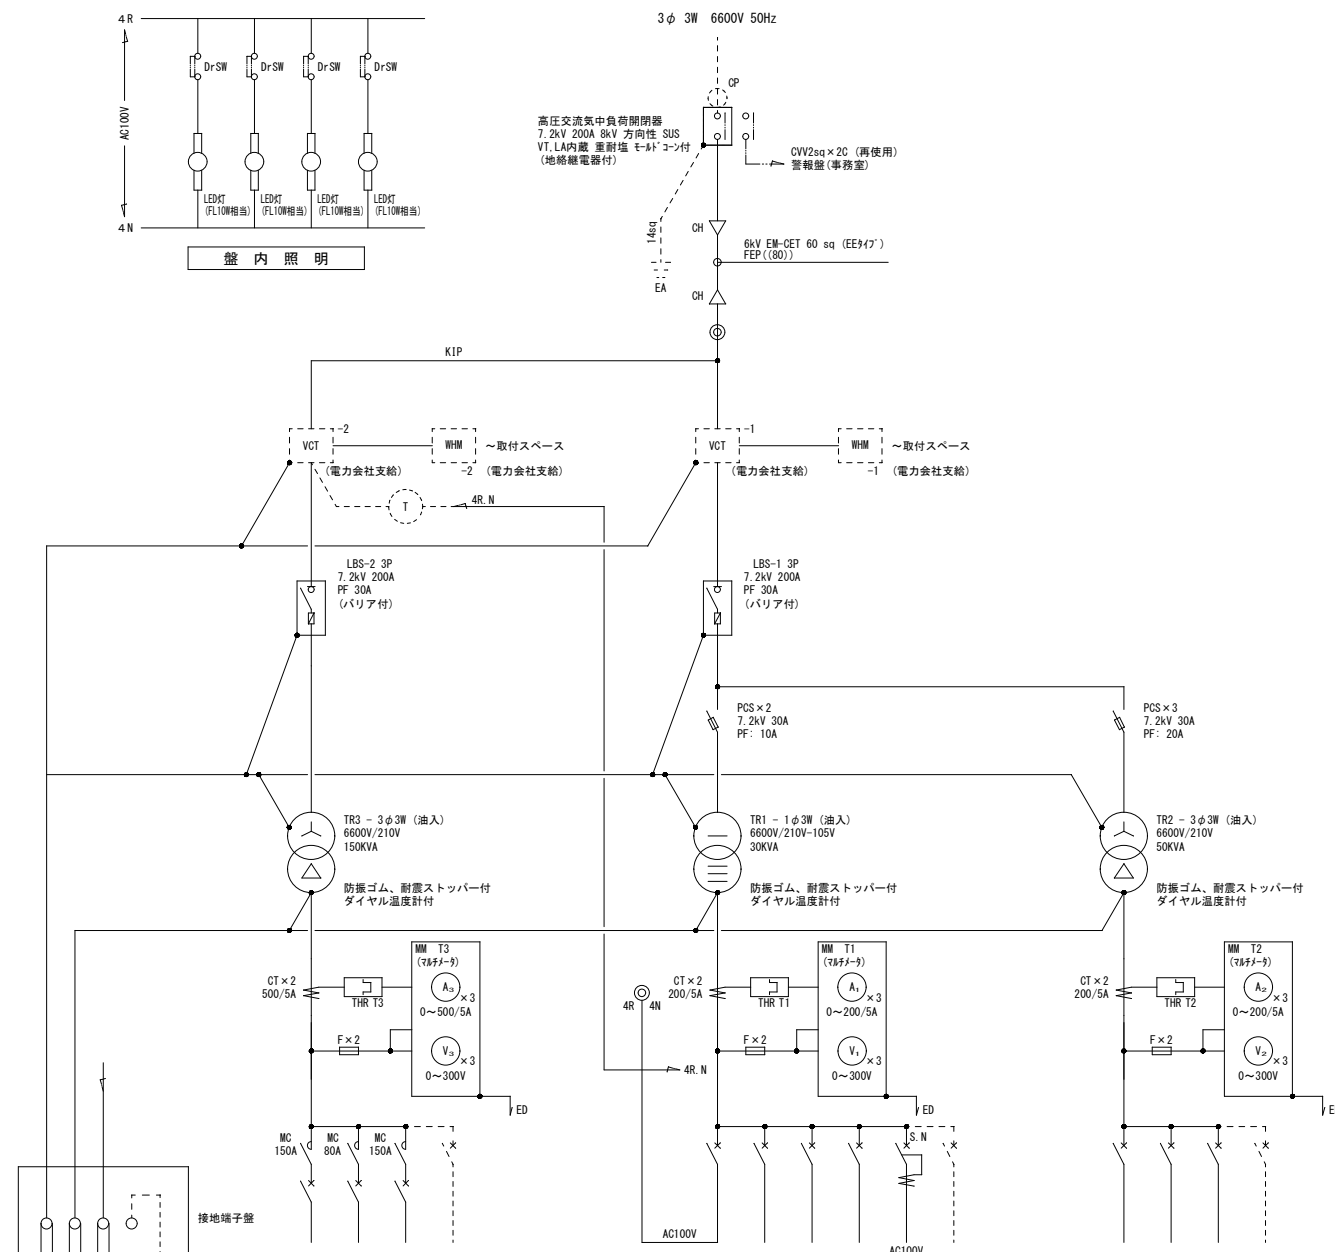 3φ 3W 6600V 50Hz
4R
DrSW
DrSW
DrSW
DrSW
AC100V
LED灯
(FL10W相当)
LED灯
(FL10W相当)
LED灯
(FL10W相当)
LED灯
(FL10W相当)
4N
盤 内 照 明
CP
高圧交流気中負荷開閉器
7.2kV 200A 8kV 方向性 SUS
VT.LA内蔵 重耐塩 モールドコーン付
(地絡継電器付)
CVV2sq×2C (再使用)
警報盤(事務室)
14sq
EA
CH
6kV EM-CET 60 sq (EEタイプ)
FEP((80))
CH
KIP
VCT
-2
(電力会社支給)
WHM
-2
~取付スペース
(電力会社支給)
VCT
-1
(電力会社支給)
WHM
-1
~取付スペース
(電力会社支給)
T
4R.N
LBS-2 3P
7.2kV 200A
PF 30A
(バリア付)
LBS-1 3P
7.2kV 200A
PF 30A
(バリア付)
PCS×2
7.2kV 30A
PF: 10A
PCS×3
7.2kV 30A
PF: 20A
TR3 - 3φ3W (油入)
6600V/210V
150KVA
防振ゴム、耐震ストッパー付
ダイヤル温度計付
TR1 - 1φ3W (油入)
6600V/210V-105V
30KVA
防振ゴム、耐震ストッパー付
ダイヤル温度計付
TR2 - 3φ3W (油入)
6600V/210V
50KVA
防振ゴム、耐震ストッパー付
ダイヤル温度計付
CT×2
500/5A
THR T3
F×2
MM T3
(マルチメータ)
A₃ ×3
0~500/5A
V₃ ×3
0~300V
ED
4R 4N
CT×2
200/5A
THR T1
F×2
MM T1
(マルチメータ)
A₁ ×3
0~200/5A
V₁ ×3
0~300V
ED
4R.N
CT×2
200/5A
THR T2
F×2
MM T2
(マルチメータ)
A₂ ×3
0~200/5A
V₂ ×3
0~300V
E
MC
150A
MC
80A
MC
150A
S.N
接地端子盤
AC100V
AC100V